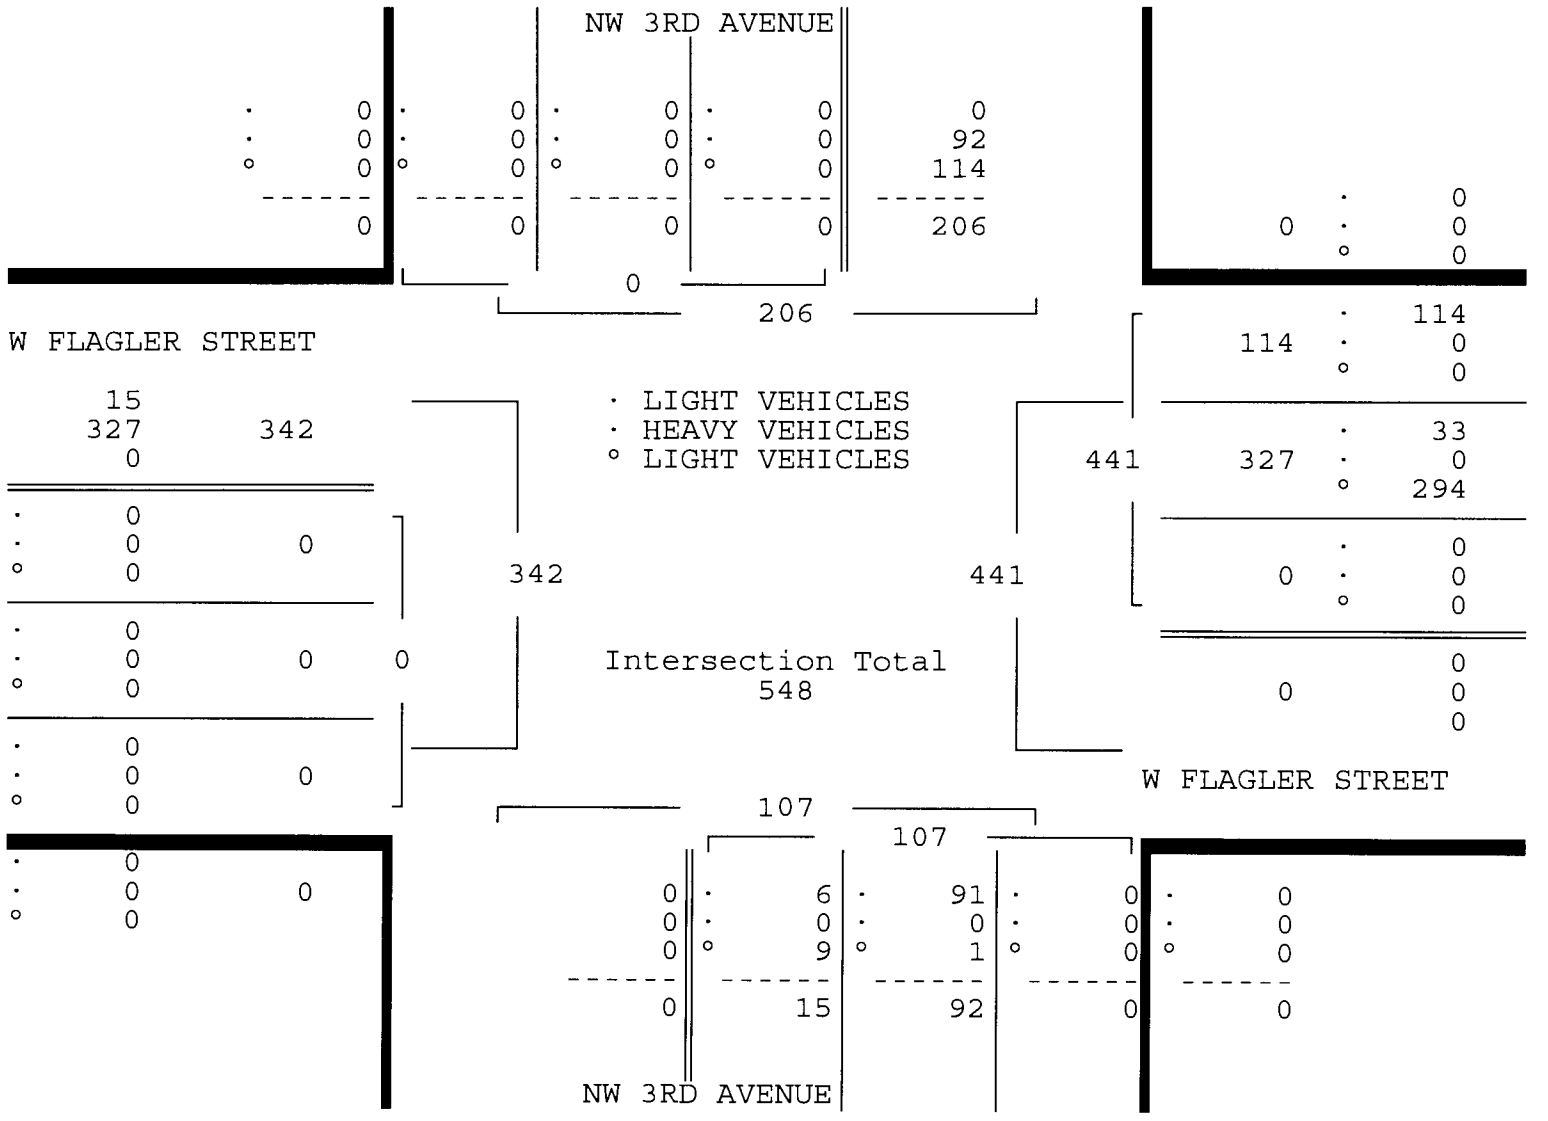 NW 3RD AVENUE
· 0 · 0 · 0 · 0 0
· 0 · 0 · 0 · 0 92
° 0 ° 0 ° 0 ° 0 114
------ ------ ------ ------ ------
0 0 0 0 206
· 0
0 · 0
° 0
0
206
W FLAGLER STREET
15
327 342
0
· 0
· 0 0
° 0
· 0
· 0 0
° 0
0
· 0
· 0 0
° 0
· 0
· 0 0
° 0
342
· LIGHT VEHICLES
· HEAVY VEHICLES
° LIGHT VEHICLES
Intersection Total
548
441
441
· 114
114 · 0
° 0
· 33
327 · 0
° 294
· 0
0 · 0
° 0
0
0 0
0
W FLAGLER STREET
107
107
0 · 6 · 91 · 0 · 0
0 · 0 · 0 · 0 · 0
0 ° 9 ° 1 ° 0 ° 0
------ ------ ------ ------ ------
0 15 92 0 0
NW 3RD AVENUE